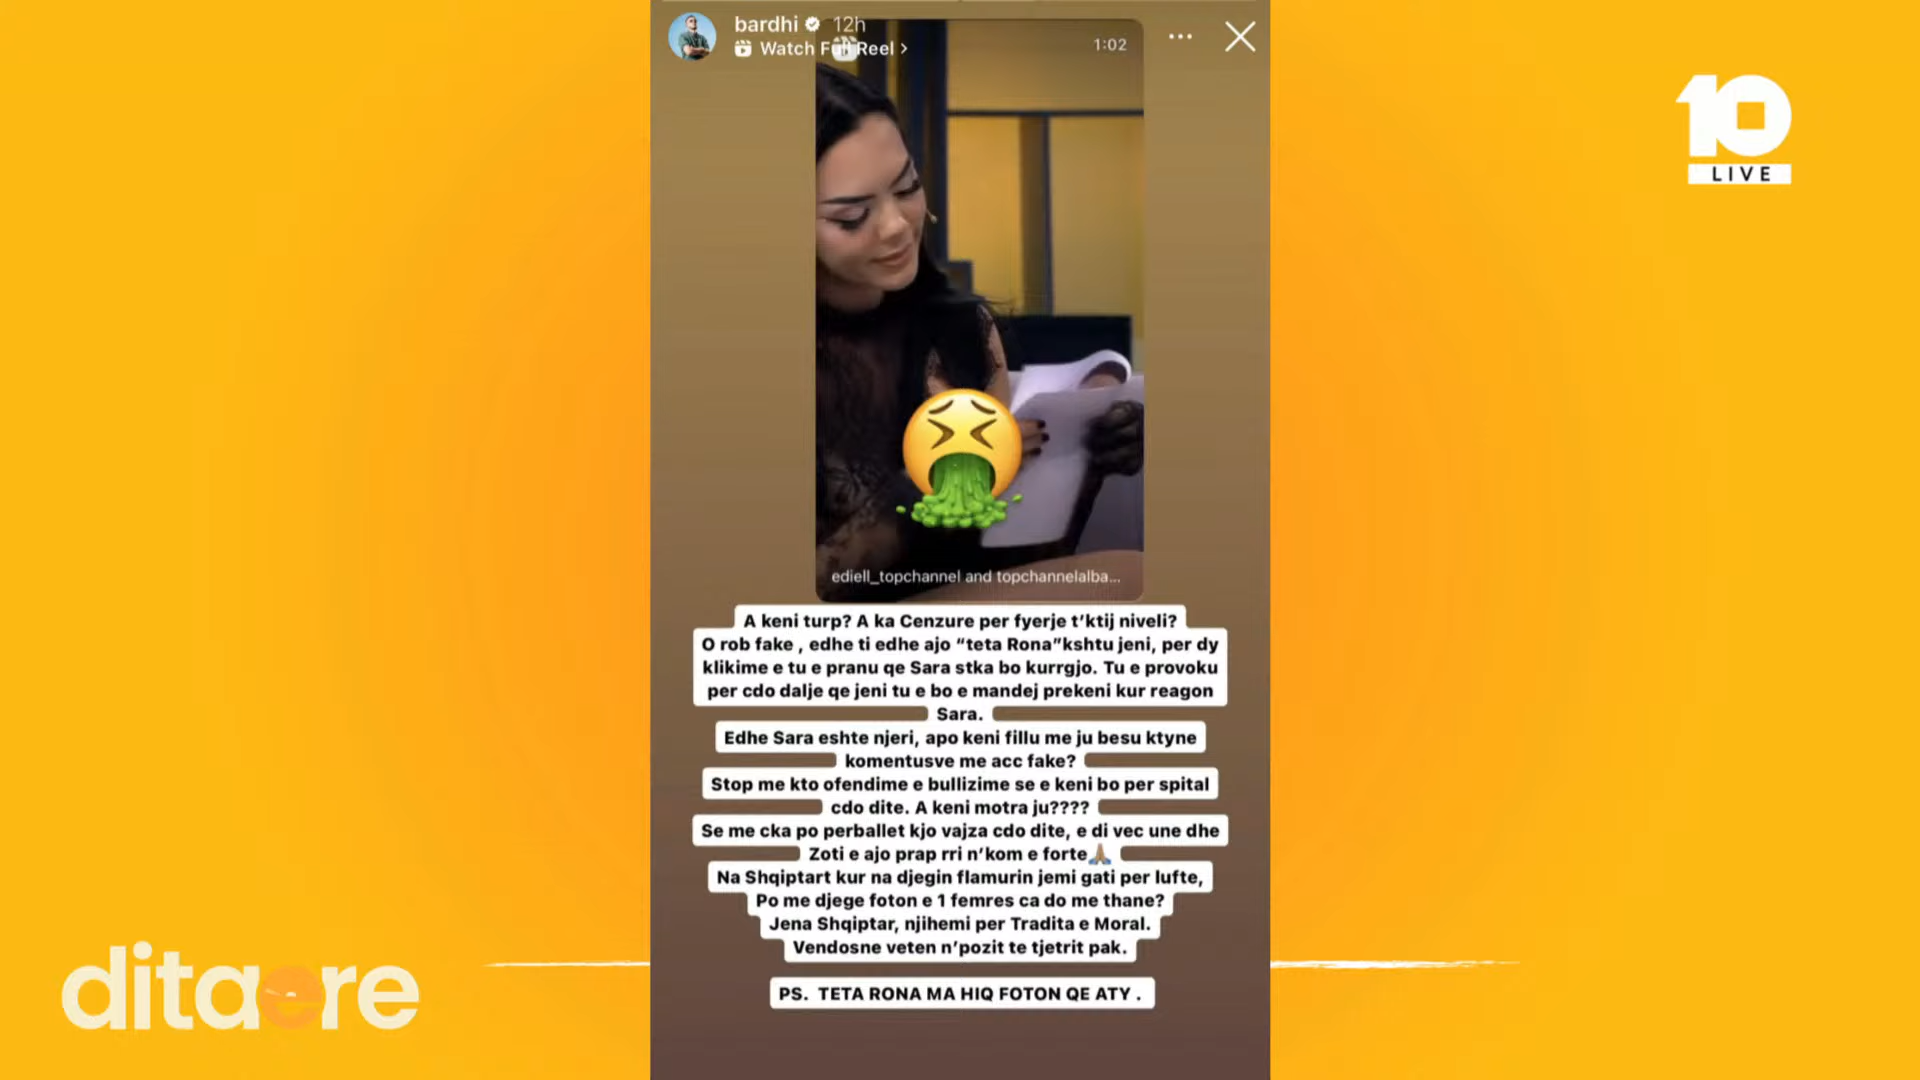 bardhi 12h
Watch Full Reel >
1:02
10
LIVE
ediell_topchannel and topchannelalba...
A keni turp? A ka Cenzure per fyerje t’ktij niveli?
O rob fake , edhe ti edhe ajo “teta Rona”kshtu jeni, per dy
klikime e tu e pranu qe Sara stka bo kurrgjo. Tu e provoku
per cdo dalje qe jeni tu e bo e mandej prekeni kur reagon
Sara.
Edhe Sara eshte njeri, apo keni fillu me ju besu ktyne
komentusve me acc fake?
Stop me kto ofendime e bullizime se e keni bo per spital
cdo dite. A keni motra ju????
Se me cka po perballet kjo vajza cdo dite, e di vec une dhe
Zoti e ajo prap rri n’kom e forte🙏🏽
Na Shqiptart kur na djegin flamurin jemi gati per lufte,
Po me djege foton e 1 femres ca do me thane?
Jena Shqiptar, njihemi per Tradita e Moral.
Vendosne veten n’pozit te tjetrit pak.
PS. TETA RONA MA HIQ FOTON QE ATY .
ditaere